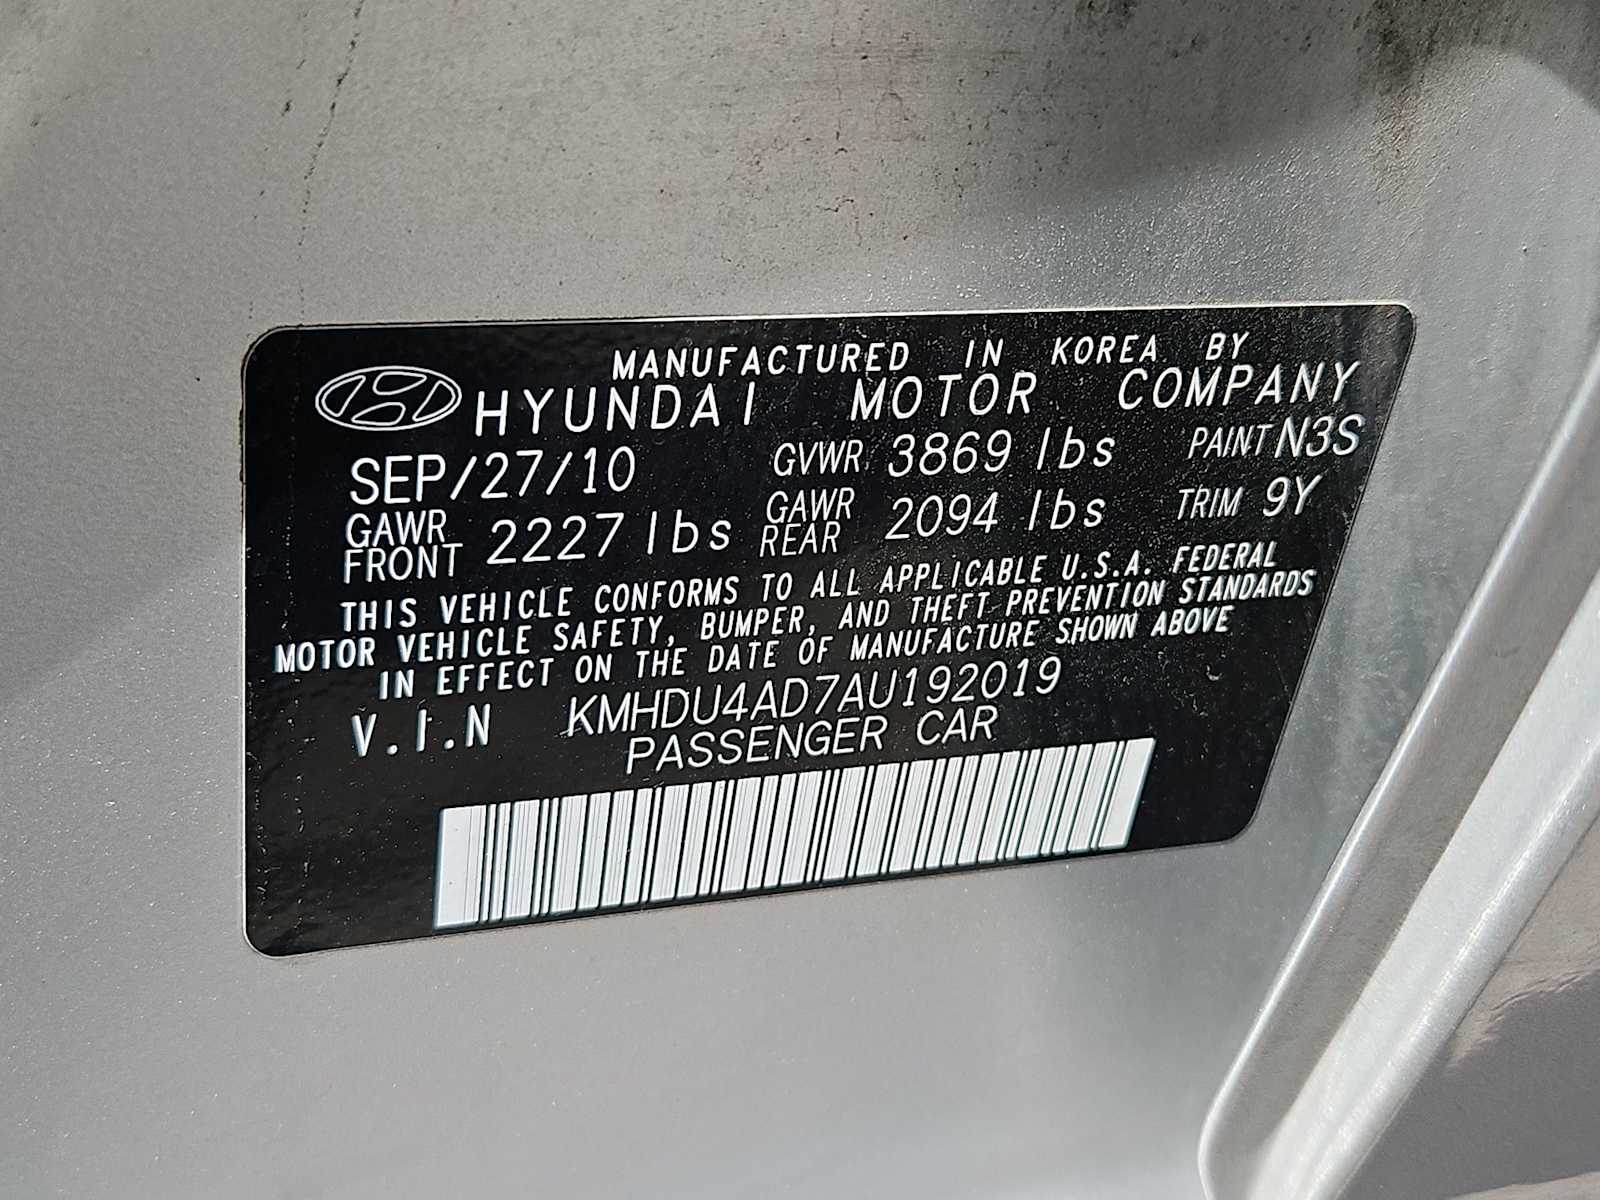 MANUFACTURED IN KOREA BY
HYUNDAI MOTOR COMPANY
SEP/27/10 GVWR 3869 lbs PAINT N3S
GAWR FRONT 2227 lbs GAWR REAR 2094 lbs TRIM 9Y
THIS VEHICLE CONFORMS TO ALL APPLICABLE U.S.A. FEDERAL
MOTOR VEHICLE SAFETY, BUMPER, AND THEFT PREVENTION STANDARDS
IN EFFECT ON THE DATE OF MANUFACTURE SHOWN ABOVE
V.I.N KMHDU4AD7AU192019
PASSENGER CAR